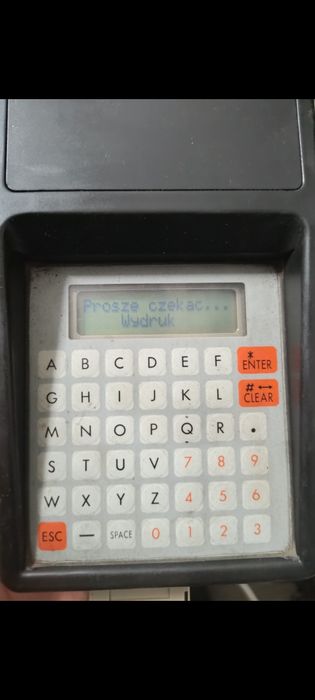 Prosze czekac...
Wydruk
A B C D E F * ENTER
G H I J K L # ↔ CLEAR
M N O P Q R .
S T U V 7 8 9
W X Y Z 4 5 6
ESC — SPACE 0 1 2 3